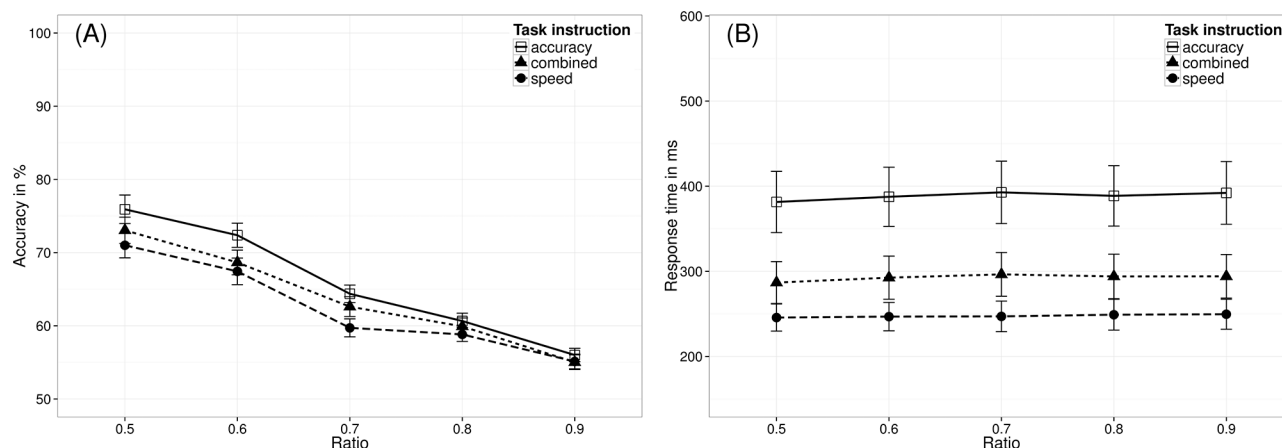 (A)
Task instruction
accuracy
combined
speed
100
90
80
70
60
50
Accuracy in %
0.5 0.6 0.7 0.8 0.9
Ratio
(B)
Task instruction
accuracy
combined
speed
600
500
400
300
200
Response time in ms
0.5 0.6 0.7 0.8 0.9
Ratio